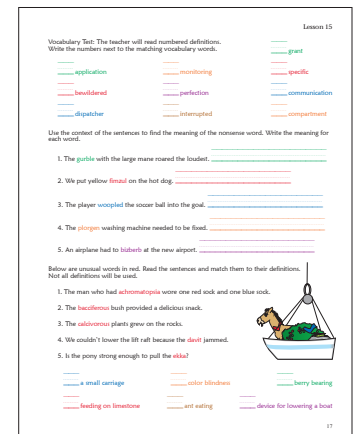 Lesson 15
Vocabulary Test: The teacher will read numbered definitions.
Write the numbers next to the matching vocabulary words.
grant
application monitoring specific
bewildered perfection communication
dispatcher interrupted compartment
Use the context of the sentences to find the meaning of the nonsense word. Write the meaning for
each word.
1. The gurble with the large mane roared the loudest.
2. We put yellow fimzul on the hot dog.
3. The player woopled the soccer ball into the goal.
4. The plorgen washing machine needed to be fixed.
5. An airplane had to bizberb at the new airport.
Below are unusual words in red. Read the sentences and match them to their definitions.
Not all definitions will be used.
1. The man who had achromatopsia wore one red sock and one blue sock.
2. The bacciferous bush provided a delicious snack.
3. The calcivorous plants grew on the rocks.
4. We couldn't lower the lift raft because the davit jammed.
5. Is the pony strong enough to pull the ekka?
a small carriage color blindness berry bearing
feeding on limestone ant eating device for lowering a boat
17